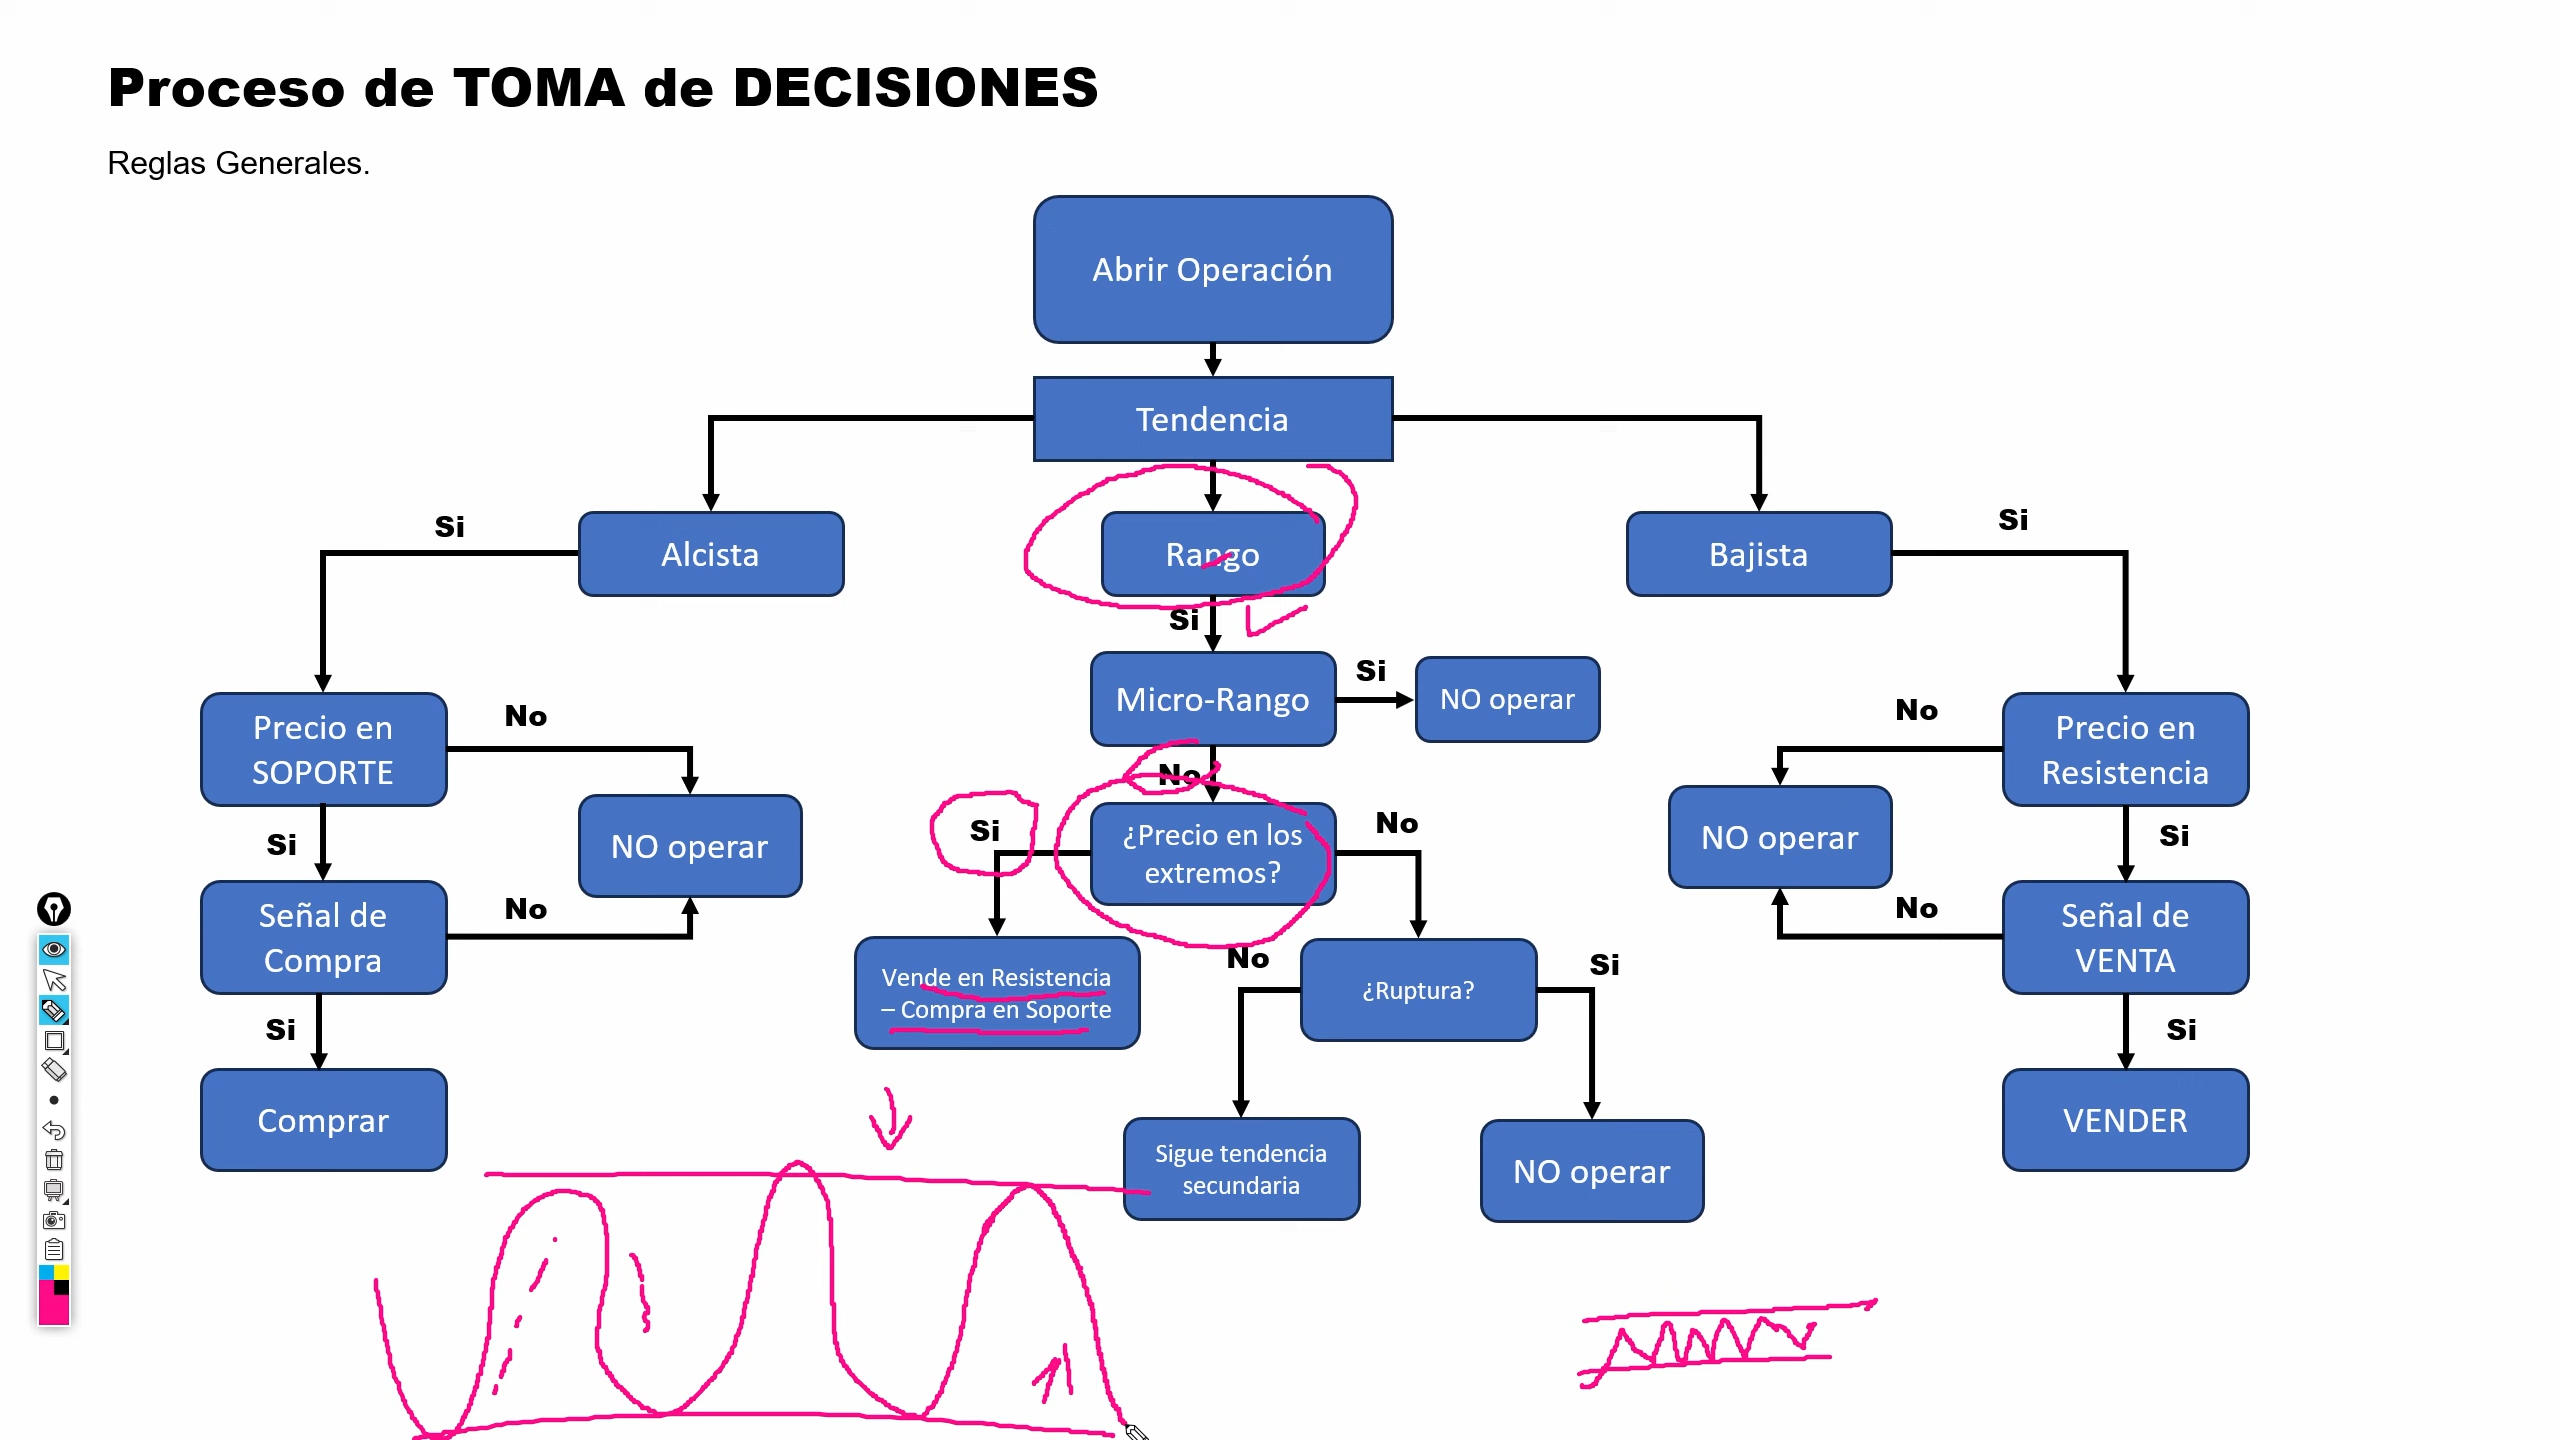 Proceso de TOMA de DECISIONES
Reglas Generales.
Abrir Operación
Tendencia
Si
Alcista
Rango
Bajista
Si
Si
Precio en
SOPORTE
No
Micro-Rango
Si
NO operar
No
Precio en
Resistencia
No
Si
NO operar
Si
¿Precio en los
extremos?
No
NO operar
Si
Señal de
Compra
No
Vende en Resistencia
– Compra en Soporte
No
¿Ruptura?
Si
No
Señal de
VENTA
Si
Comprar
Sigue tendencia
secundaria
NO operar
Si
VENDER